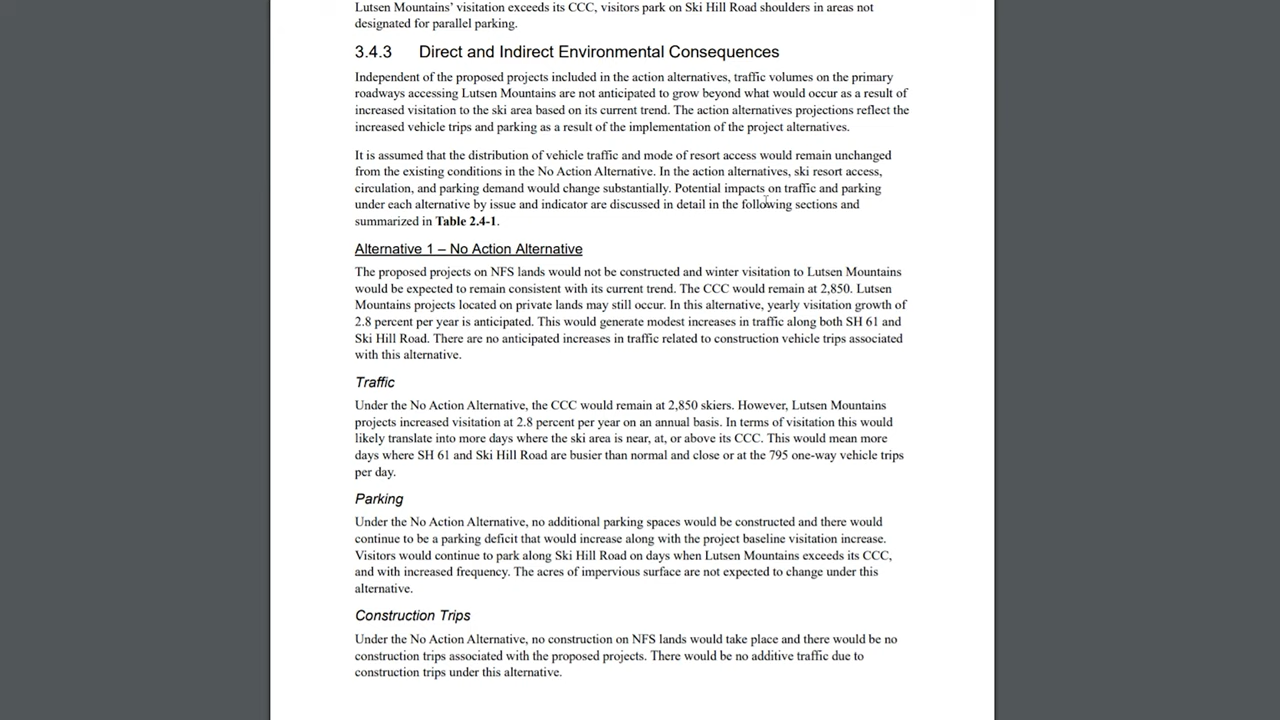 Lutsen Mountains' visitation exceeds its CCC, visitors park on Ski Hill Road shoulders in areas not
designated for parallel parking.
3.4.3 Direct and Indirect Environmental Consequences
Independent of the proposed projects included in the action alternatives, traffic volumes on the primary
roadways accessing Lutsen Mountains are not anticipated to grow beyond what would occur as a result of
increased visitation to the ski area based on its current trend. The action alternatives projections reflect the
increased vehicle trips and parking as a result of the implementation of the project alternatives.
It is assumed that the distribution of vehicle traffic and mode of resort access would remain unchanged
from the existing conditions in the No Action Alternative. In the action alternatives, ski resort access,
circulation, and parking demand would change substantially. Potential impacts on traffic and parking
under each alternative by issue and indicator are discussed in detail in the following sections and
summarized in Table 2.4-1.
Alternative 1 – No Action Alternative
The proposed projects on NFS lands would not be constructed and winter visitation to Lutsen Mountains
would be expected to remain consistent with its current trend. The CCC would remain at 2,850. Lutsen
Mountains projects located on private lands may still occur. In this alternative, yearly visitation growth of
2.8 percent per year is anticipated. This would generate modest increases in traffic along both SH 61 and
Ski Hill Road. There are no anticipated increases in traffic related to construction vehicle trips associated
with this alternative.
Traffic
Under the No Action Alternative, the CCC would remain at 2,850 skiers. However, Lutsen Mountains
projects increased visitation at 2.8 percent per year on an annual basis. In terms of visitation this would
likely translate into more days where the ski area is near, at, or above its CCC. This would mean more
days where SH 61 and Ski Hill Road are busier than normal and close or at the 795 one-way vehicle trips
per day.
Parking
Under the No Action Alternative, no additional parking spaces would be constructed and there would
continue to be a parking deficit that would increase along with the project baseline visitation increase.
Visitors would continue to park along Ski Hill Road on days when Lutsen Mountains exceeds its CCC,
and with increased frequency. The acres of impervious surface are not expected to change under this
alternative.
Construction Trips
Under the No Action Alternative, no construction on NFS lands would take place and there would be no
construction trips associated with the proposed projects. There would be no additive traffic due to
construction trips under this alternative.